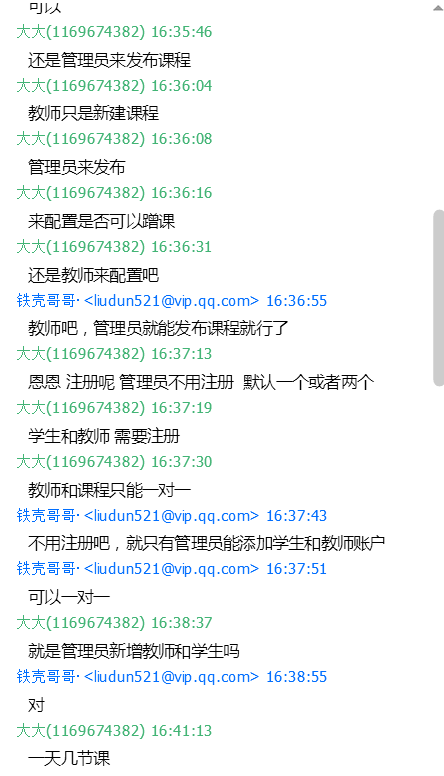 可以
大大(1169674382) 16:35:46
还是管理员来发布课程
大大(1169674382) 16:36:04
教师只是新建课程
大大(1169674382) 16:36:08
管理员来发布
大大(1169674382) 16:36:16
来配置是否可以蹭课
大大(1169674382) 16:36:31
还是教师来配置吧
铁壳哥哥· <liudun521@vip.qq.com> 16:36:55
教师吧，管理员就能发布课程就行了
大大(1169674382) 16:37:13
恩恩 注册呢 管理员不用注册 默认一个或者两个
大大(1169674382) 16:37:19
学生和教师 需要注册
大大(1169674382) 16:37:30
教师和课程只能一对一
铁壳哥哥· <liudun521@vip.qq.com> 16:37:43
不用注册吧，就只有管理员能添加学生和教师账户
铁壳哥哥· <liudun521@vip.qq.com> 16:37:51
可以一对一
大大(1169674382) 16:38:37
就是管理员新增教师和学生吗
铁壳哥哥· <liudun521@vip.qq.com> 16:38:55
对
大大(1169674382) 16:41:13
一天几节课